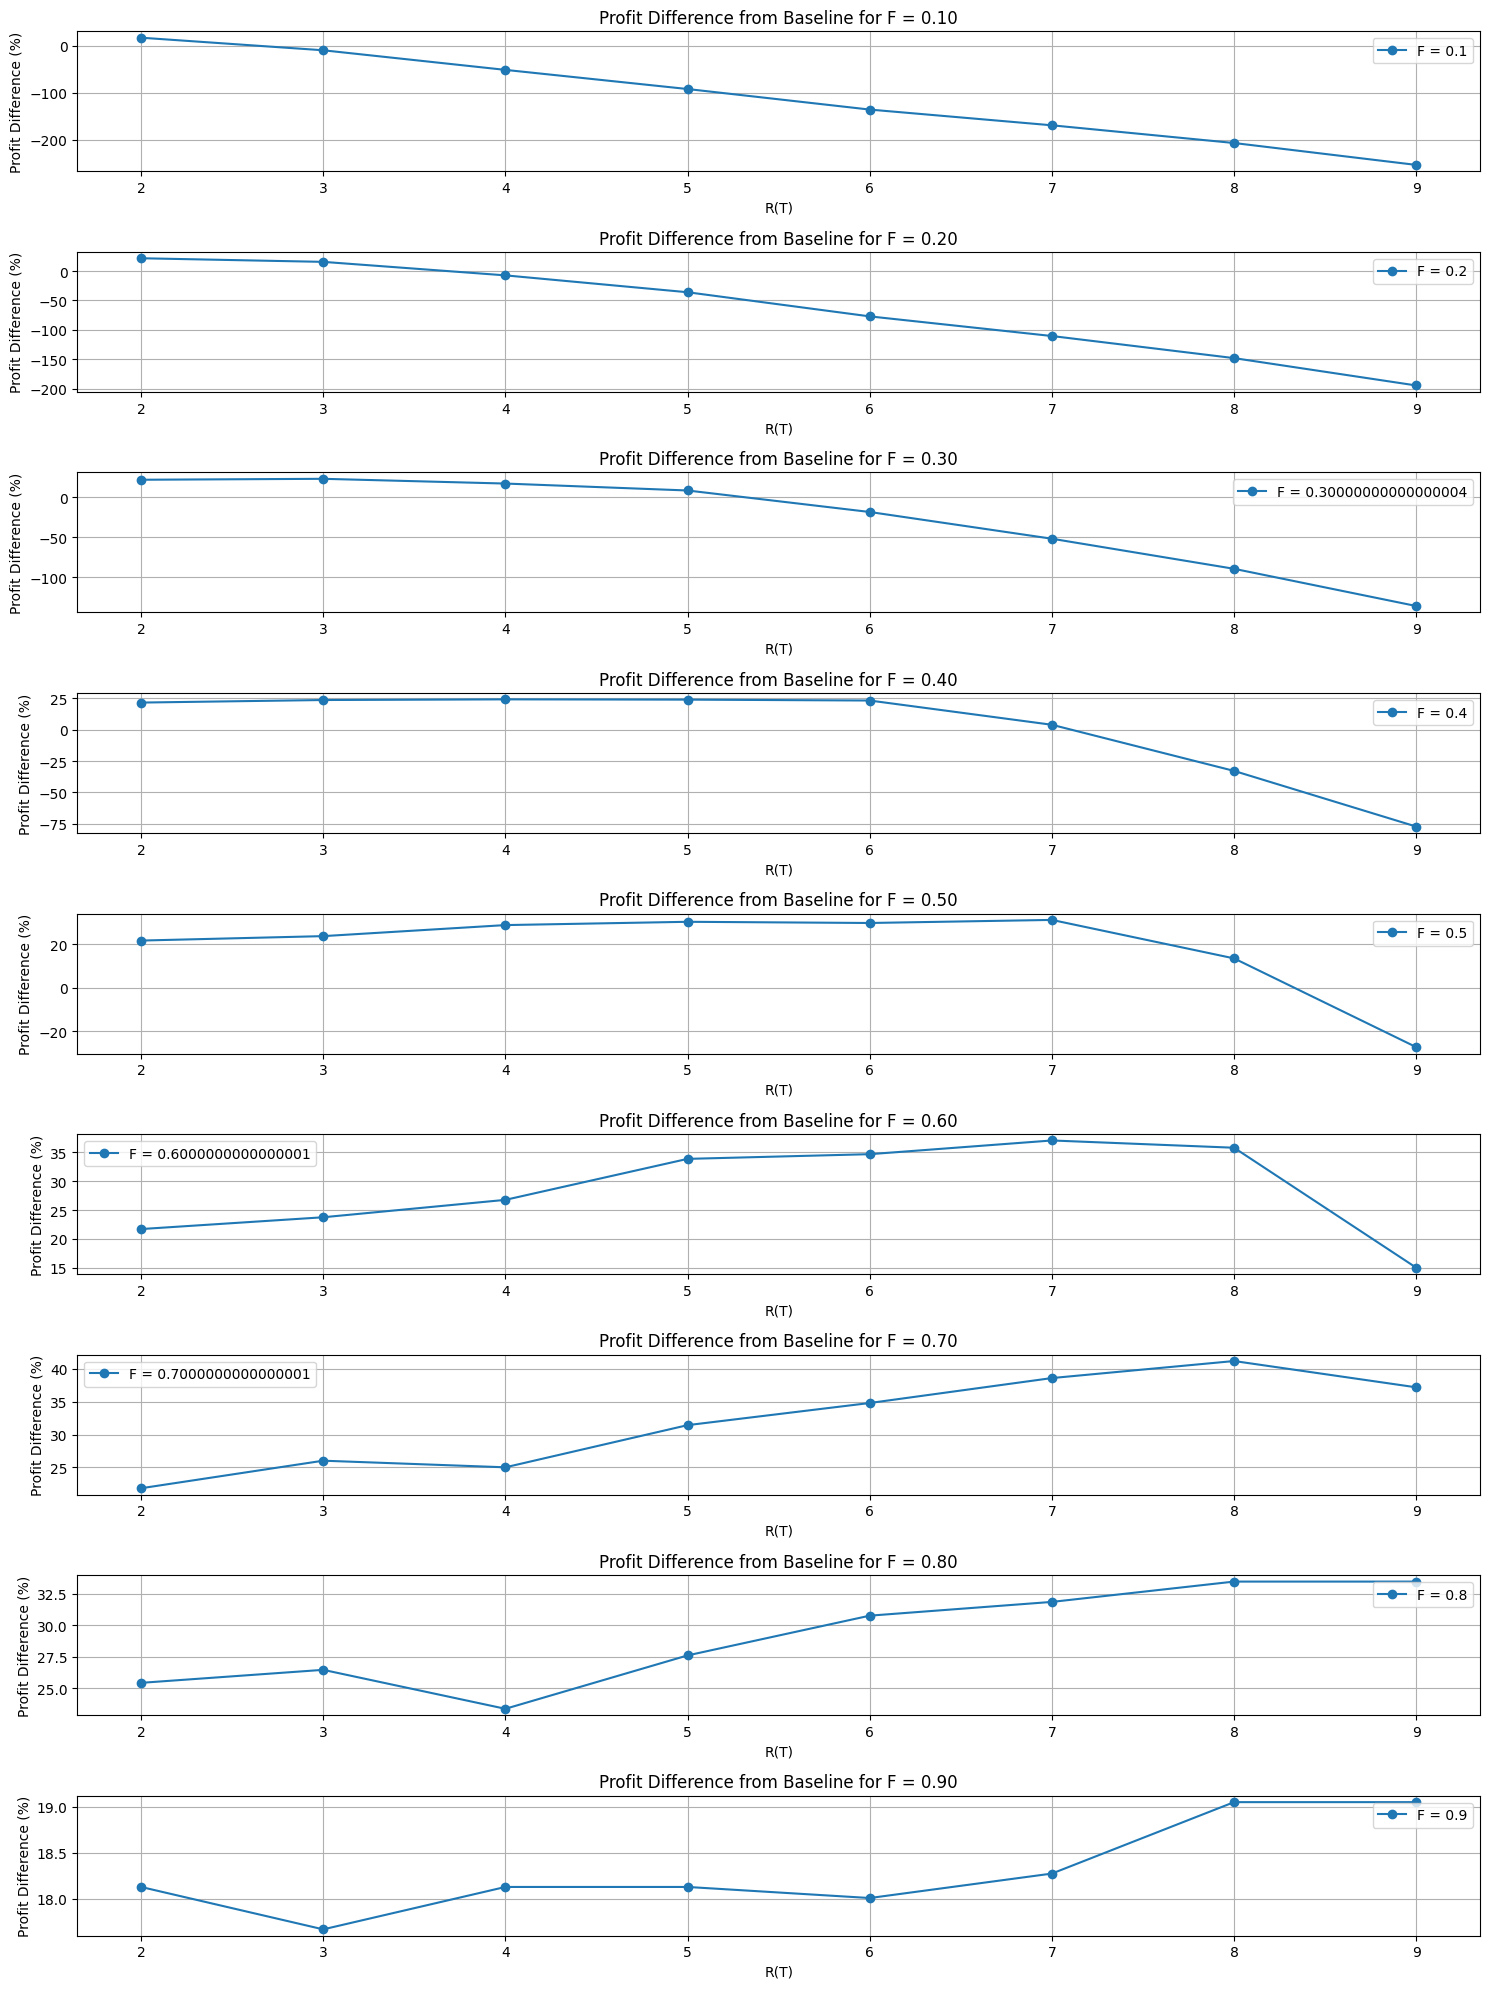 Profit Difference from Baseline for F = 0.10
Profit Difference (%)
0
−100
−200
F = 0.1
2 3 4 5 6 7 8 9
R(T)
Profit Difference from Baseline for F = 0.20
Profit Difference (%)
0
−50
−100
−150
−200
F = 0.2
2 3 4 5 6 7 8 9
R(T)
Profit Difference from Baseline for F = 0.30
Profit Difference (%)
0
−50
−100
F = 0.30000000000000004
2 3 4 5 6 7 8 9
R(T)
Profit Difference from Baseline for F = 0.40
Profit Difference (%)
25
0
−25
−50
−75
F = 0.4
2 3 4 5 6 7 8 9
R(T)
Profit Difference from Baseline for F = 0.50
Profit Difference (%)
20
0
−20
F = 0.5
2 3 4 5 6 7 8 9
R(T)
Profit Difference from Baseline for F = 0.60
Profit Difference (%)
35
30
25
20
15
F = 0.6000000000000001
2 3 4 5 6 7 8 9
R(T)
Profit Difference from Baseline for F = 0.70
Profit Difference (%)
40
35
30
25
F = 0.7000000000000001
2 3 4 5 6 7 8 9
R(T)
Profit Difference from Baseline for F = 0.80
Profit Difference (%)
32.5
30.0
27.5
25.0
F = 0.8
2 3 4 5 6 7 8 9
R(T)
Profit Difference from Baseline for F = 0.90
Profit Difference (%)
19.0
18.5
18.0
F = 0.9
2 3 4 5 6 7 8 9
R(T)